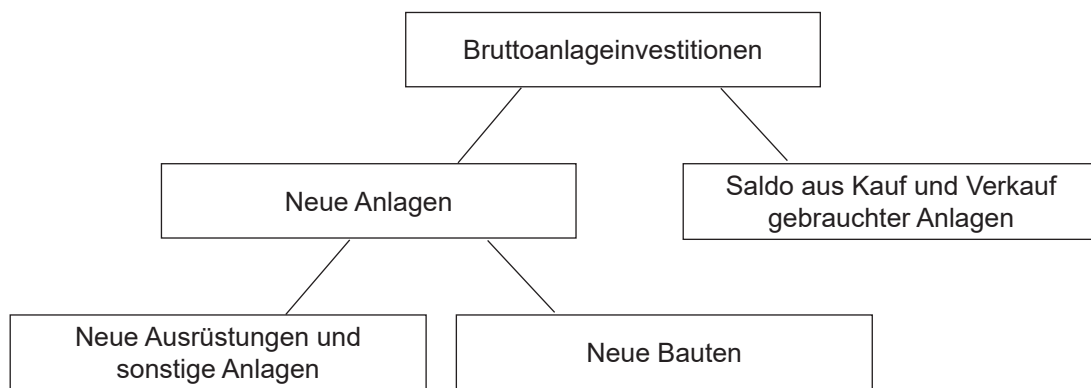 Bruttoanlageinvestitionen
Neue Anlagen
Saldo aus Kauf und Verkauf
gebrauchter Anlagen
Neue Ausrüstungen und
sonstige Anlagen
Neue Bauten